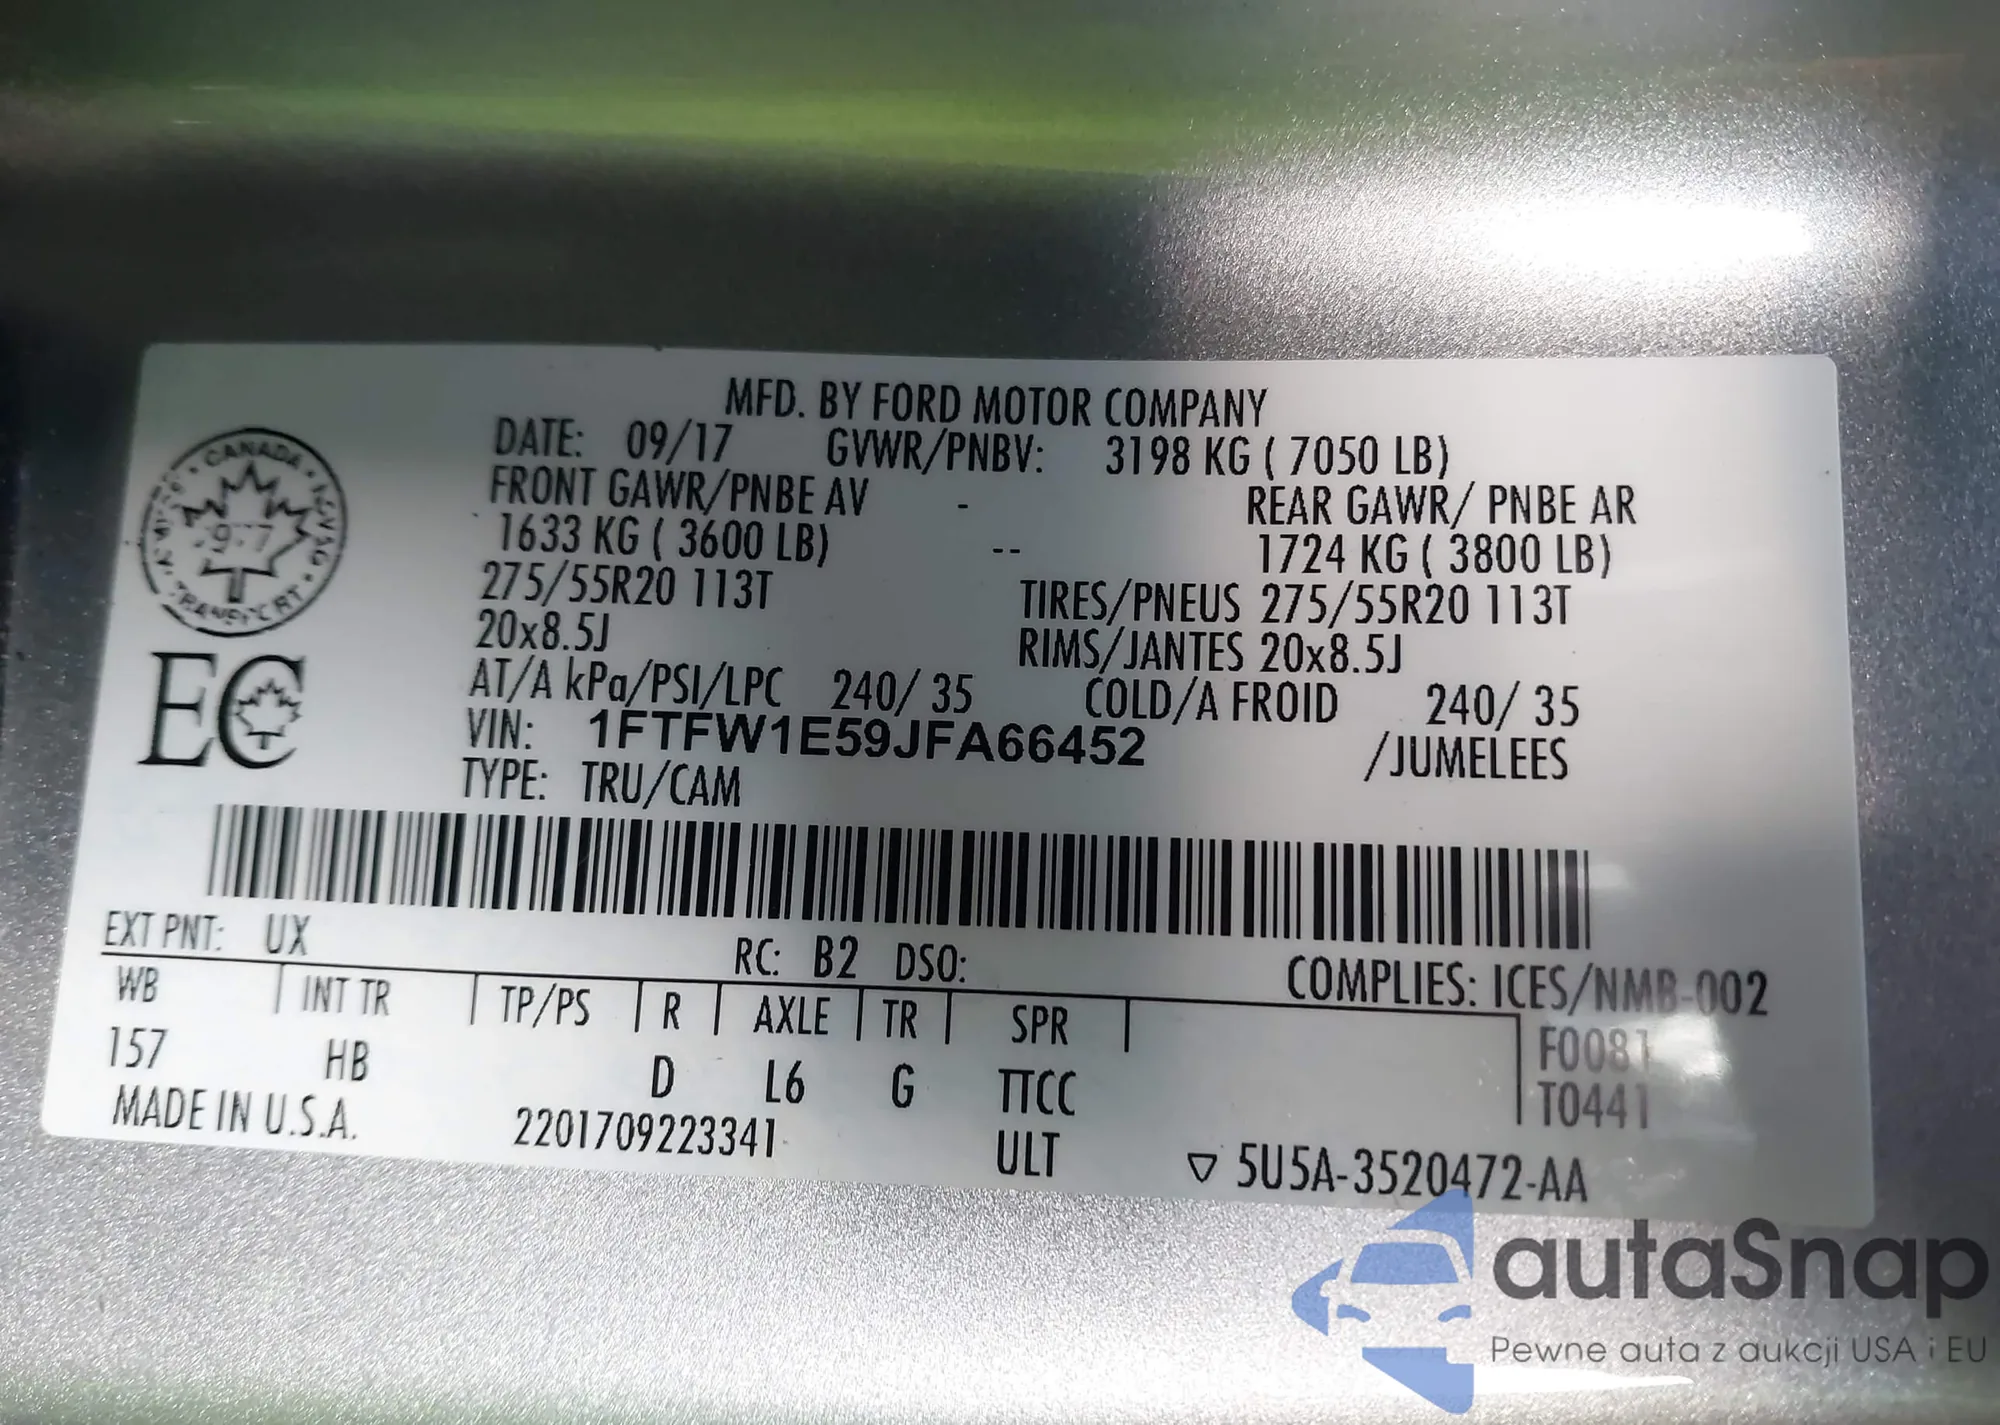 MFD. BY FORD MOTOR COMPANY
DATE: 09/17 GVWR/PNBV: 3198 KG ( 7050 LB)
FRONT GAWR/PNBE AV - REAR GAWR/ PNBE AR
1633 KG ( 3600 LB) -- 1724 KG ( 3800 LB)
275/55R20 113T TIRES/PNEUS 275/55R20 113T
20x8.5J RIMS/JANTES 20x8.5J
AT/A kPa/PSI/LPC 240/ 35 COLD/A FROID 240/ 35
VIN: 1FTFW1E59JFA66452 /JUMELEES
TYPE: TRU/CAM
CANADA
TRANSPORT
EC
EXT PNT: UX RC: B2 DSO: COMPLIES: ICES/NMB-002
WB INT TR TP/PS R AXLE TR SPR F0081
157 HB D L6 G TTCC T0441
MADE IN U.S.A. 2201709223341 ULT ▽ 5U5A-3520472-AA
autaSnap
Pewne auta z aukcji USA i EU